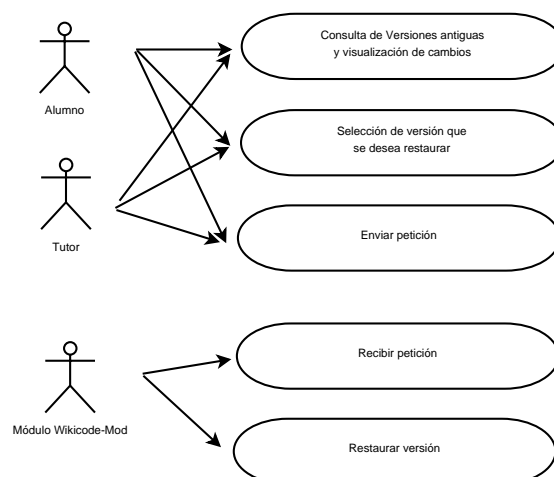 Consulta de Versiones antiguas
y visualización de cambios
Alumno
Selección de versión que
se desea restaurar
Tutor
Enviar petición
Recibir petición
Módulo Wikicode-Mod
Restaurar versión